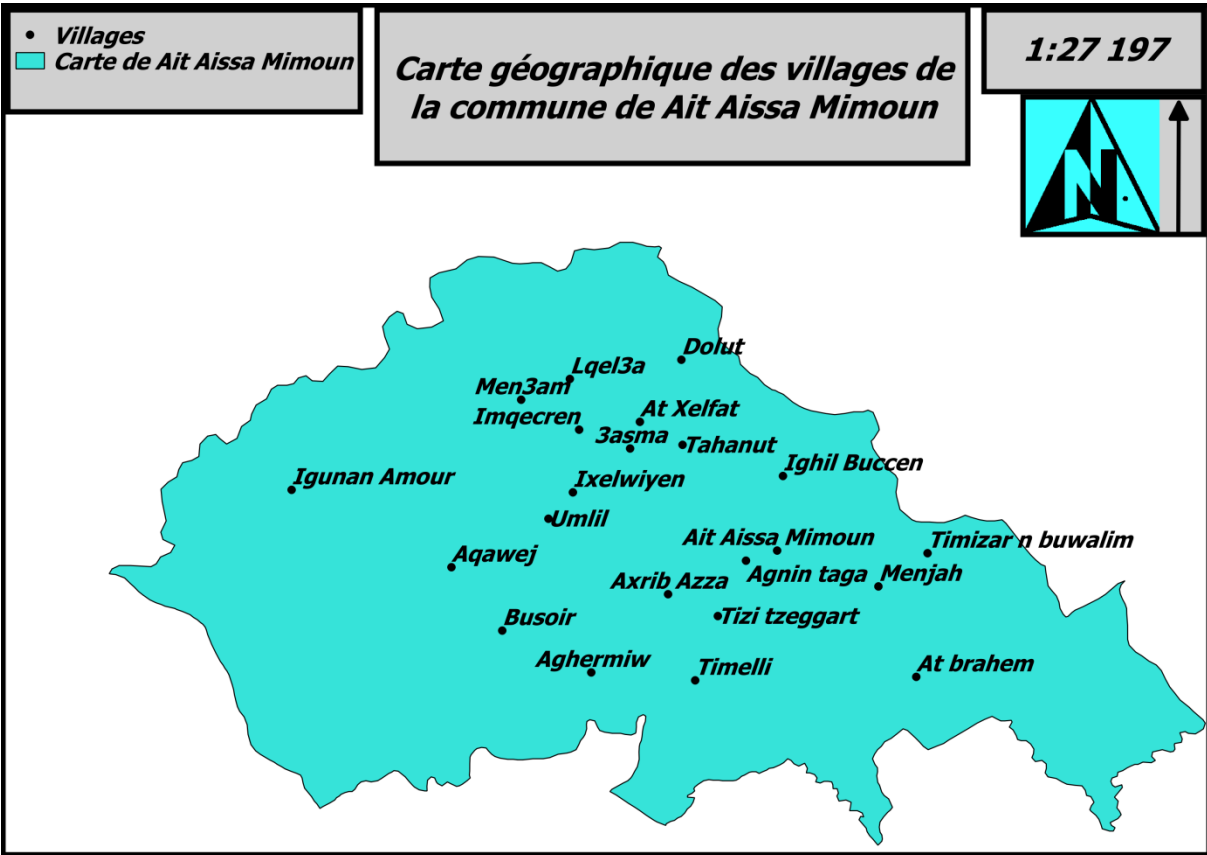 Villages
Carte de Ait Aissa Mimoun
Carte géographique des villages de
la commune de Ait Aissa Mimoun
1:27 197
N
Dolut
Lqel3a
Men3am
At Xelfat
Imqecren
3asma
Tahanut
Ighil Buccen
Igunan Amour
Ixelwiyen
Umlil
Ait Aissa Mimoun
Timizar n buwalim
Aqawej
Agnin taga
Menjah
Axrib Azza
Tizi tzeggart
Busoir
Aghermiw
Timelli
At brahem